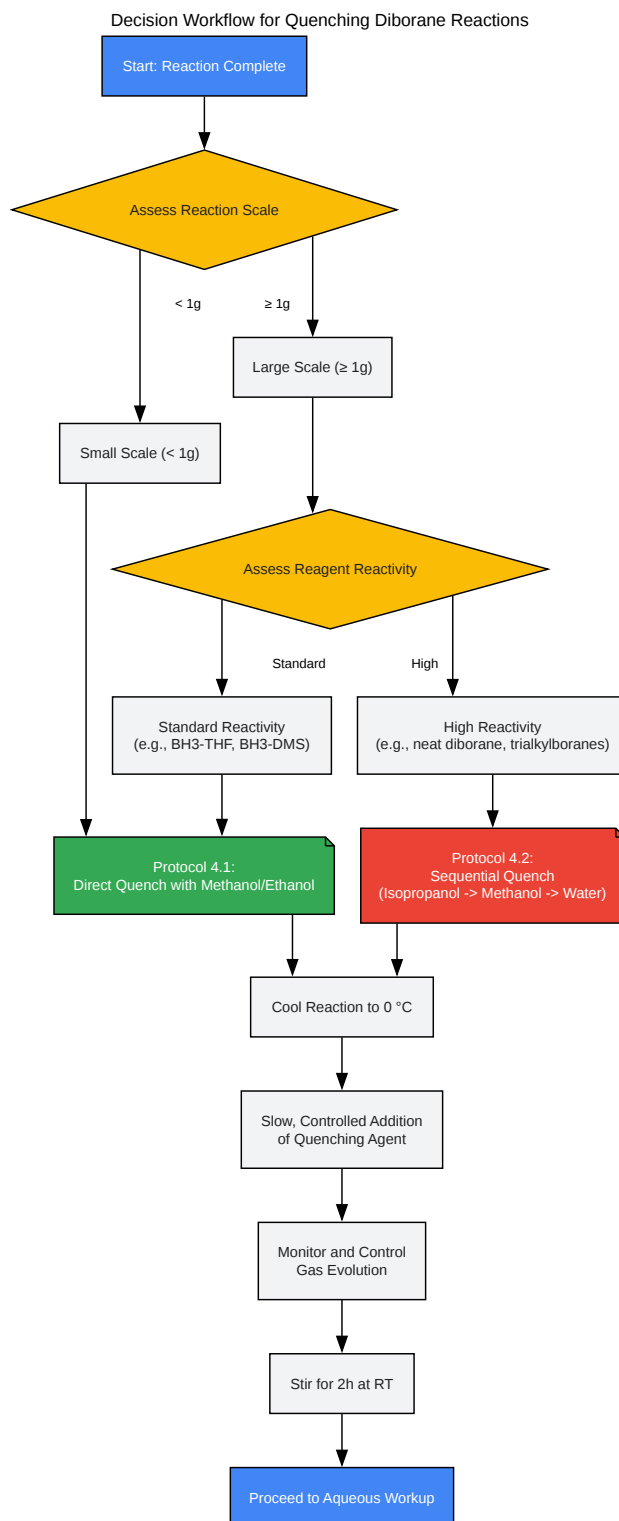 Decision Workflow for Quenching Diborane Reactions
Start: Reaction Complete
Assess Reaction Scale
< 1g
≥ 1g
Large Scale (≥ 1g)
Small Scale (< 1g)
Assess Reagent Reactivity
Standard
High
Standard Reactivity
(e.g., BH3-THF, BH3-DMS)
High Reactivity
(e.g., neat diborane, trialkylboranes)
Protocol 4.1:
Direct Quench with Methanol/Ethanol
Protocol 4.2:
Sequential Quench
(Isopropanol -> Methanol -> Water)
Cool Reaction to 0 °C
Slow, Controlled Addition
of Quenching Agent
Monitor and Control
Gas Evolution
Stir for 2h at RT
Proceed to Aqueous Workup